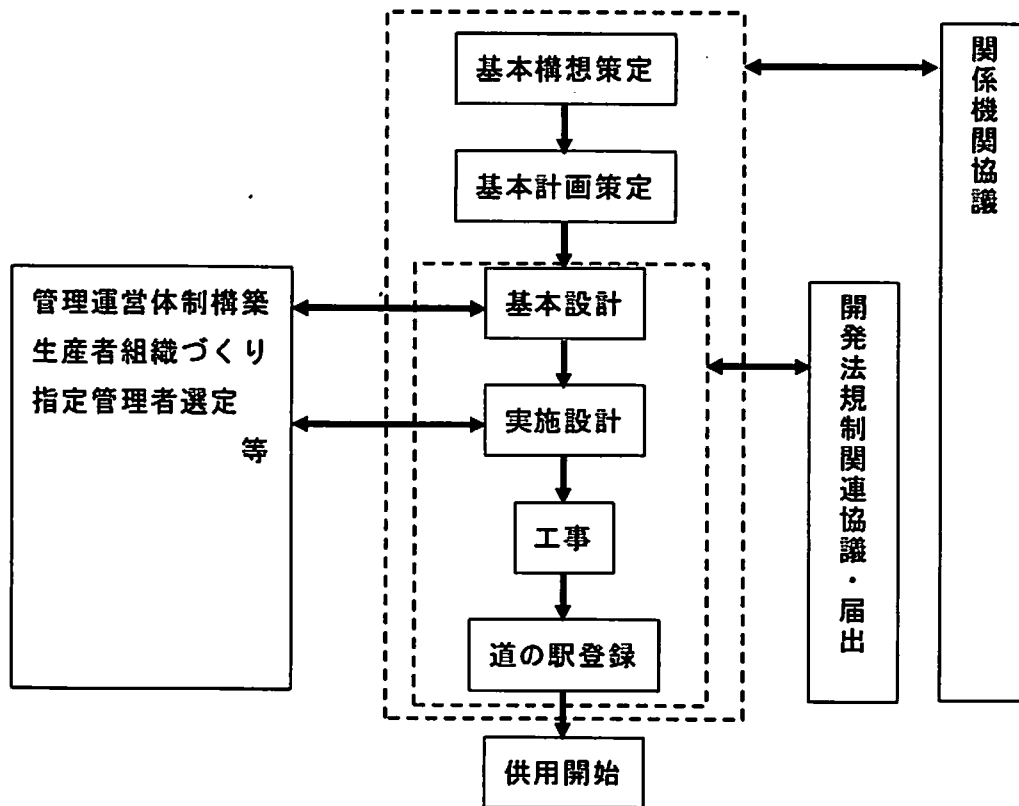 基本構想策定
基本計画策定
基本設計
実施設計
工事
道の駅登録
供用開始
管理運営体制構築
生産者組織づくり
指定管理者選定
等
開発法規制関連協議・届出
関係機関協議